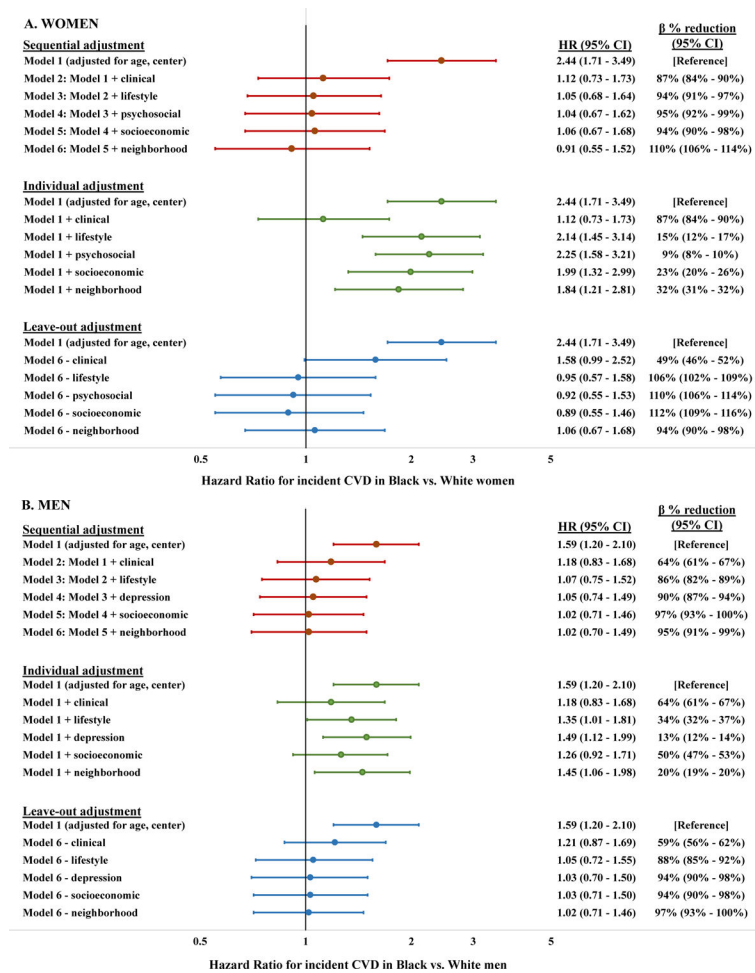 A. WOMEN
β % reduction
Sequential adjustment HR (95% CI) (95% CI)
Model 1 (adjusted for age, center) 2.44 (1.71 - 3.49) [Reference]
Model 2: Model 1 + clinical 1.12 (0.73 - 1.73) 87% (84% - 90%)
Model 3: Model 2 + lifestyle 1.05 (0.68 - 1.64) 94% (91% - 97%)
Model 4: Model 3 + psychosocial 1.04 (0.67 - 1.62) 95% (92% - 99%)
Model 5: Model 4 + socioeconomic 1.06 (0.67 - 1.68) 94% (90% - 98%)
Model 6: Model 5 + neighborhood 0.91 (0.55 - 1.52) 110% (106% - 114%)
Individual adjustment
Model 1 (adjusted for age, center) 2.44 (1.71 - 3.49) [Reference]
Model 1 + clinical 1.12 (0.73 - 1.73) 87% (84% - 90%)
Model 1 + lifestyle 2.14 (1.45 - 3.14) 15% (12% - 17%)
Model 1 + psychosocial 2.25 (1.58 - 3.21) 9% (8% - 10%)
Model 1 + socioeconomic 1.99 (1.32 - 2.99) 23% (20% - 26%)
Model 1 + neighborhood 1.84 (1.21 - 2.81) 32% (31% - 32%)
Leave-out adjustment
Model 1 (adjusted for age, center) 2.44 (1.71 - 3.49) [Reference]
Model 6 - clinical 1.58 (0.99 - 2.52) 49% (46% - 52%)
Model 6 - lifestyle 0.95 (0.57 - 1.58) 106% (102% - 109%)
Model 6 - psychosocial 0.92 (0.55 - 1.53) 110% (106% - 114%)
Model 6 - socioeconomic 0.89 (0.55 - 1.46) 112% (109% - 116%)
Model 6 - neighborhood 1.06 (0.67 - 1.68) 94% (90% - 98%)
0.5 1 2 3 5
Hazard Ratio for incident CVD in Black vs. White women
B. MEN
β % reduction
Sequential adjustment HR (95% CI) (95% CI)
Model 1 (adjusted for age, center) 1.59 (1.20 - 2.10) [Reference]
Model 2: Model 1 + clinical 1.18 (0.83 - 1.68) 64% (61% - 67%)
Model 3: Model 2 + lifestyle 1.07 (0.75 - 1.52) 86% (82% - 89%)
Model 4: Model 3 + depression 1.05 (0.74 - 1.49) 90% (87% - 94%)
Model 5: Model 4 + socioeconomic 1.02 (0.71 - 1.46) 97% (93% - 100%)
Model 6: Model 5 + neighborhood 1.02 (0.70 - 1.49) 95% (91% - 99%)
Individual adjustment
Model 1 (adjusted for age, center) 1.59 (1.20 - 2.10) [Reference]
Model 1 + clinical 1.18 (0.83 - 1.68) 64% (61% - 67%)
Model 1 + lifestyle 1.35 (1.01 - 1.81) 34% (32% - 37%)
Model 1 + depression 1.49 (1.12 - 1.99) 13% (12% - 14%)
Model 1 + socioeconomic 1.26 (0.92 - 1.71) 50% (47% - 53%)
Model 1 + neighborhood 1.45 (1.06 - 1.98) 20% (19% - 20%)
Leave-out adjustment
Model 1 (adjusted for age, center) 1.59 (1.20 - 2.10) [Reference]
Model 6 - clinical 1.21 (0.87 - 1.69) 59% (56% - 62%)
Model 6 - lifestyle 1.05 (0.72 - 1.55) 88% (85% - 92%)
Model 6 - depression 1.03 (0.70 - 1.50) 94% (90% - 98%)
Model 6 - socioeconomic 1.03 (0.71 - 1.50) 94% (90% - 98%)
Model 6 - neighborhood 1.02 (0.71 - 1.46) 97% (93% - 100%)
0.5 1 2 3 5
Hazard Ratio for incident CVD in Black vs. White men